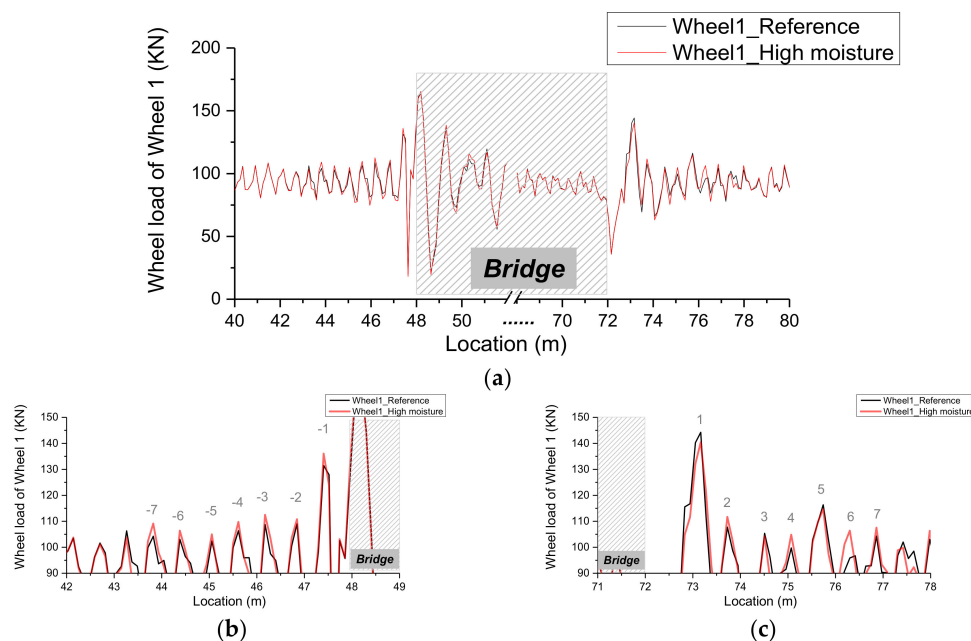 Wheel1_Reference
Wheel1_High moisture
Wheel load of Wheel 1 (KN)
200
150
100
50
0
Bridge
40 42 44 46 48 50 ...... 70 72 74 76 78 80
Location (m)
(a)
Wheel1_Reference
Wheel1_High moisture
Wheel load of Wheel 1 (KN)
150
140
130
120
110
100
90
-7 -6 -5 -4 -3 -2 -1
Bridge
42 43 44 45 46 47 48 49
Location (m)
(b)
Wheel1_Reference
Wheel1_High moisture
Wheel load of Wheel 1 (KN)
150
140
130
120
110
100
90
1 2 3 4 5 6 7
Bridge
71 72 73 74 75 76 77 78
Location (m)
(c)